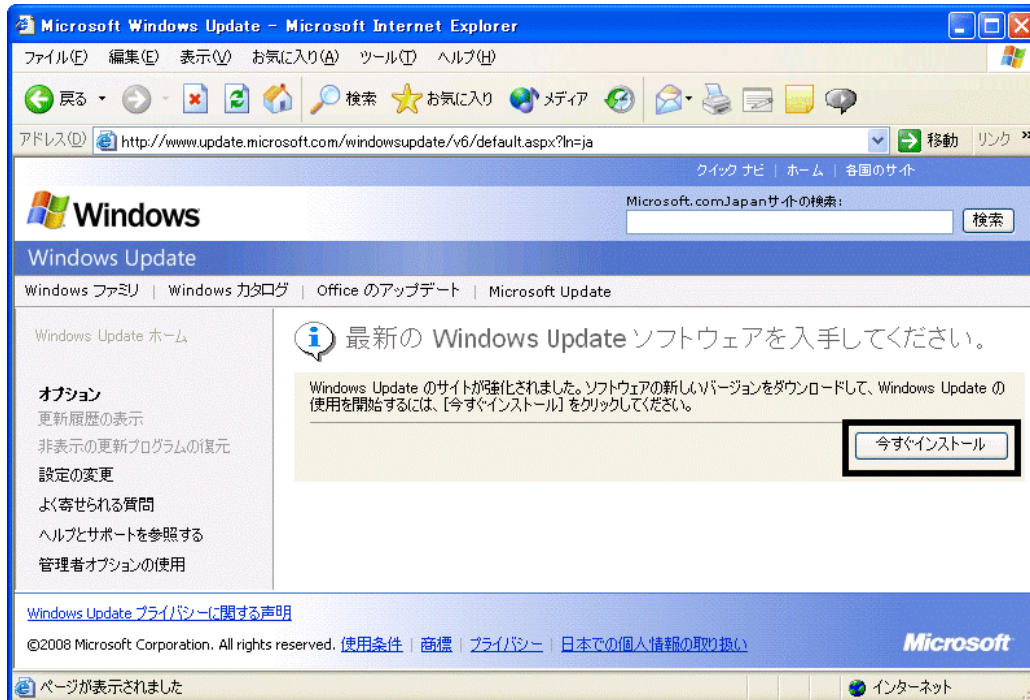 Microsoft Windows Update - Microsoft Internet Explorer
ファイル(F) 編集(E) 表示(V) お気に入り(A) ツール(T) ヘルプ(H)
戻る 検索 お気に入り メディア
アドレス(D) http://www.update.microsoft.com/windowsupdate/v6/default.aspx?ln=ja 移動 リンク »
クイック ナビ | ホーム | 各国のサイト
Windows
Microsoft.comJapanサイトの検索:
検索
Windows Update
Windows ファミリ | Windows カタログ | Office のアップデート | Microsoft Update
Windows Update ホーム
オプション
更新履歴の表示
非表示の更新プログラムの復元
設定の変更
よく寄せられる質問
ヘルプとサポートを参照する
管理者オプションの使用
最新の Windows Update ソフトウェアを入手してください。
Windows Update のサイトが強化されました。ソフトウェアの新しいバージョンをダウンロードして、Windows Update の
使用を開始するには、[今すぐインストール] をクリックしてください。
今すぐインストール
Windows Update プライバシーに関する声明
©2008 Microsoft Corporation. All rights reserved. 使用条件 | 商標 | プライバシー | 日本での個人情報の取り扱い
Microsoft
ページが表示されました インターネット